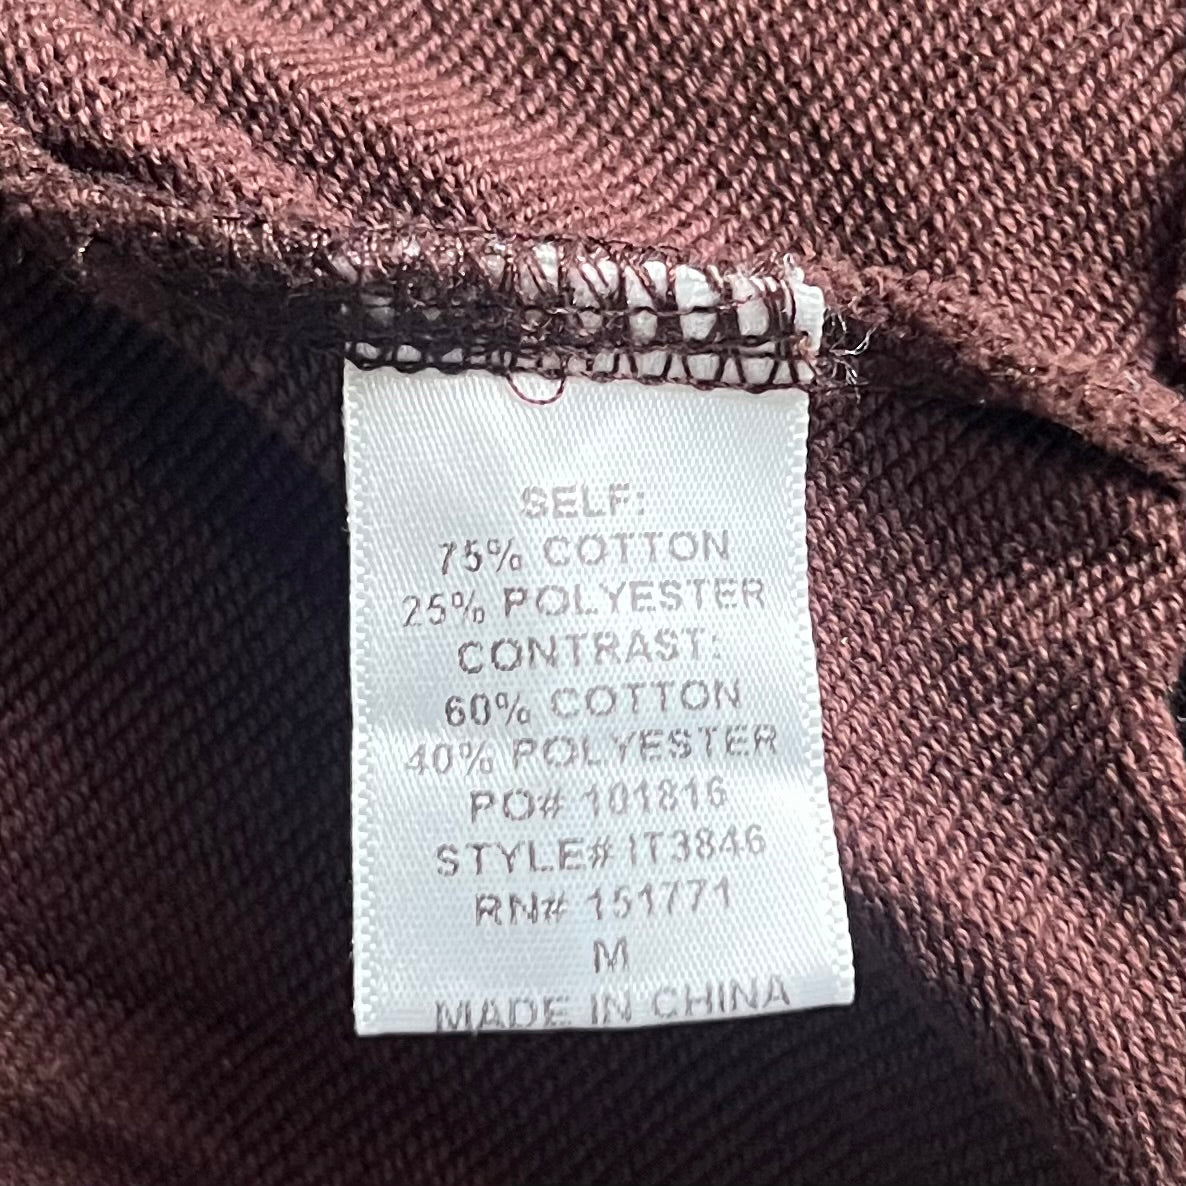 SELF:
75% COTTON
25% POLYESTER
CONTRAST:
60% COTTON
40% POLYESTER
PO# 101816
STYLE# IT3846
RN# 151771
M
MADE IN CHINA